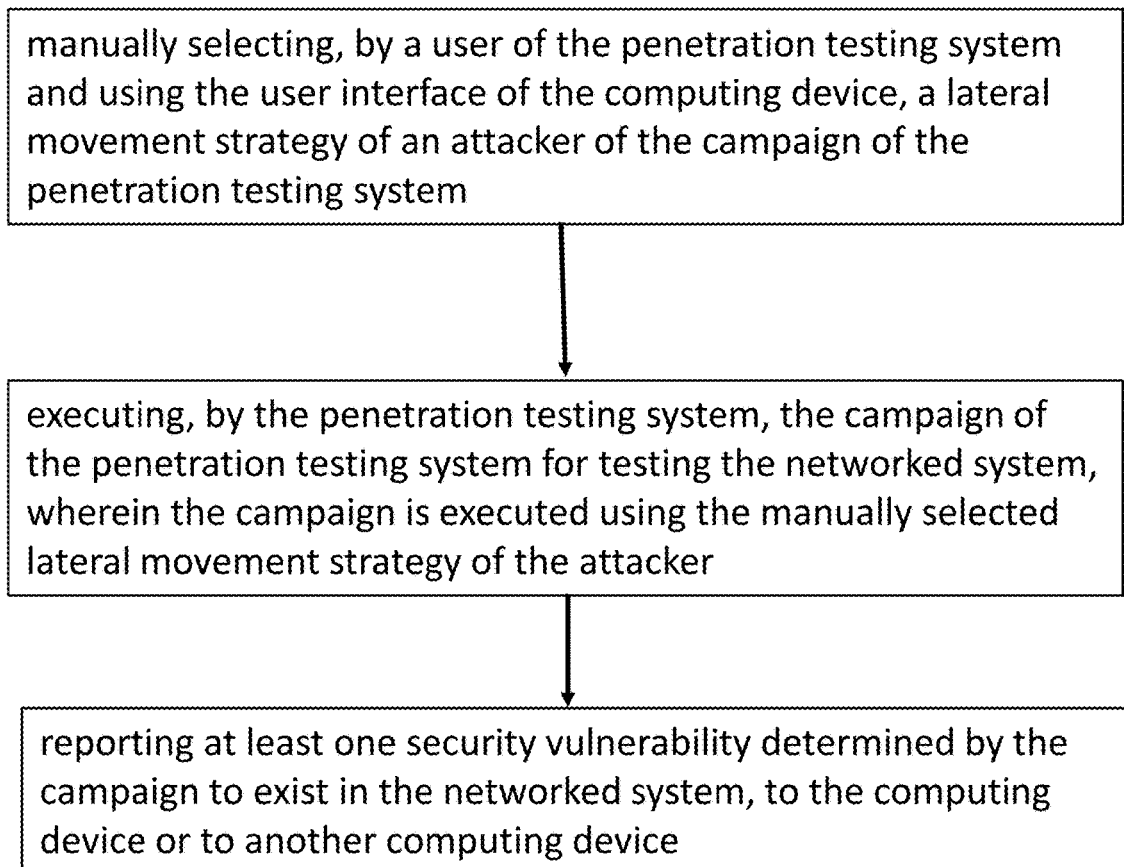 manually selecting, by a user of the penetration testing system
and using the user interface of the computing device, a lateral
movement strategy of an attacker of the campaign of the
penetration testing system
executing, by the penetration testing system, the campaign of
the penetration testing system for testing the networked system,
wherein the campaign is executed using the manually selected
lateral movement strategy of the attacker
reporting at least one security vulnerability determined by the
campaign to exist in the networked system, to the computing
device or to another computing device